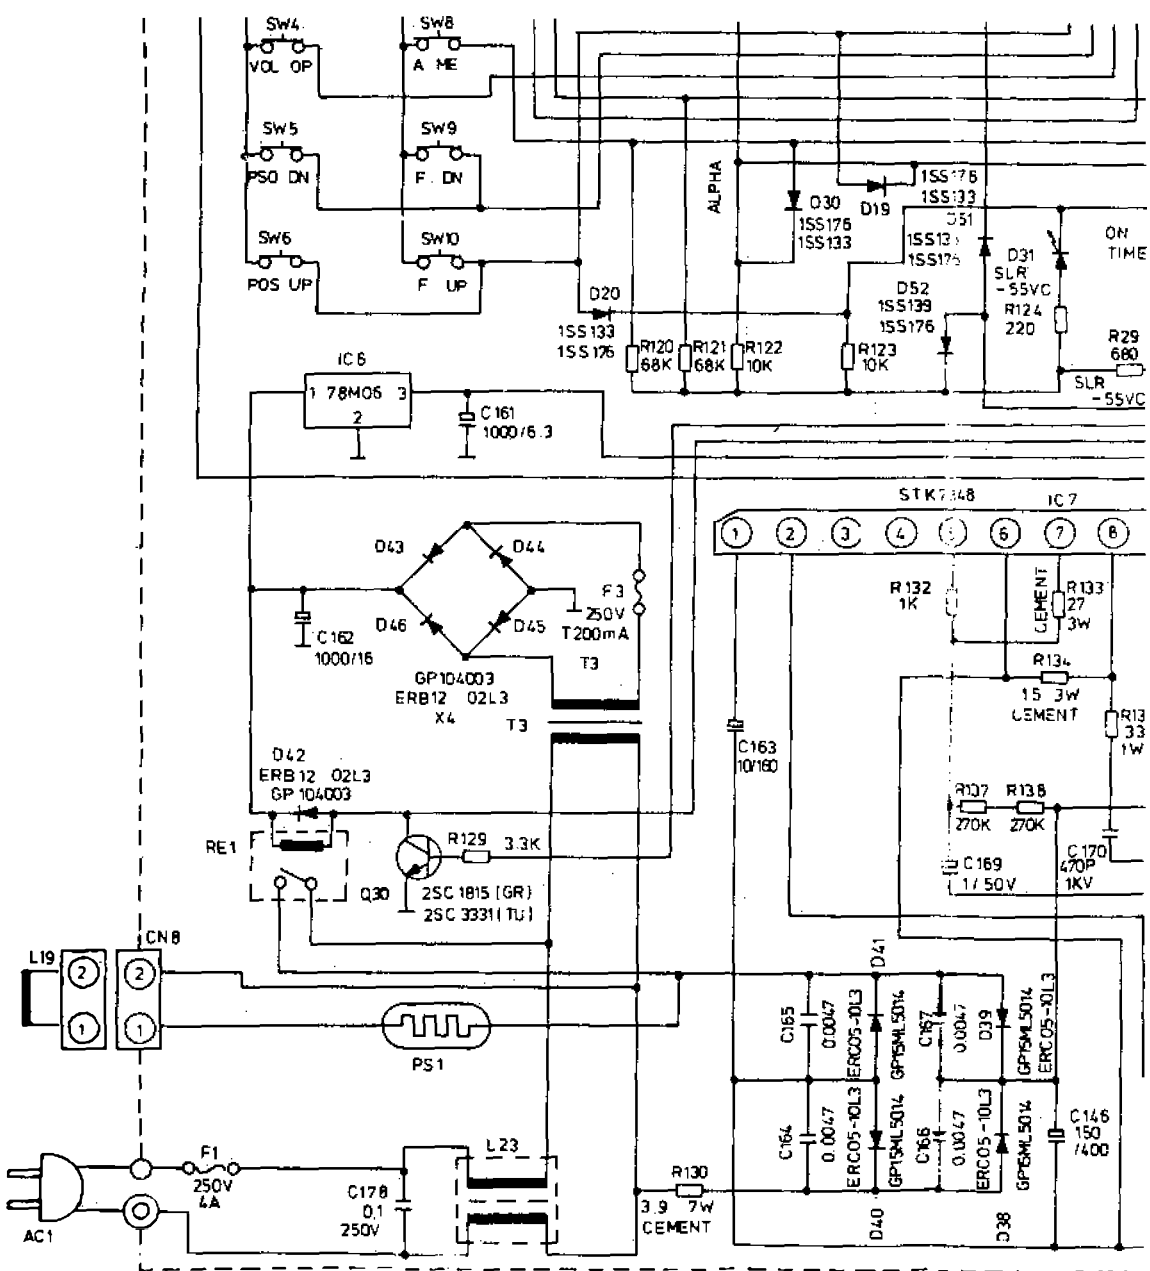 SW4
VOL OP
SW8
A ME
SW5
PSO DN
SW9
F. DN
SW6
POS UP
SW10
F UP
ALPHA
D30
1SS176
1SS133
D19
1SS176
1SS133
D51
1SS176
D31
SLR
-55VC
ON
TIME
D20
1SS133
1SS176
D52
1SS139
1SS176
R124
220
R29
680
SLR
-55VC
R120
68K
R121
68K
R122
10K
R123
10K
IC6
1 78M06 3
2
C161
1000/6.3
STK7348
IC7
1 2 3 4 5 6 7 8
D43
D44
D46
D45
F3
250V
T200mA
C162
1000/16
T3
GP104003
ERB12 02L3
X4
T3
R132
1K
CEMENT
R133
27
3W
R134
15 3W
CEMENT
R13
33
1W
C163
10/160
D42
ERB12 02L3
GP104003
RE1
R129 3.3K
Q30
2SC1815(GR)
2SC3331(TU)
R137
270K
R138
270K
C169
1/50V
C170
470P
1KV
L19
2
1
CN8
2
1
PS1
D41
C165
0.0047
ERC05-10L3
GP15ML5014
C167
0.0047
D39
GP15ML5014
ERC05-10L3
C164
0.0047
ERC05-10L3
GP15ML5014
D40
C166
0.0047
ERC05-10L3
GP15ML5014
D38
C146
150
/400
AC1
F1
250V
4A
C178
0.1
250V
L23
R130
3.9 7W
CEMENT